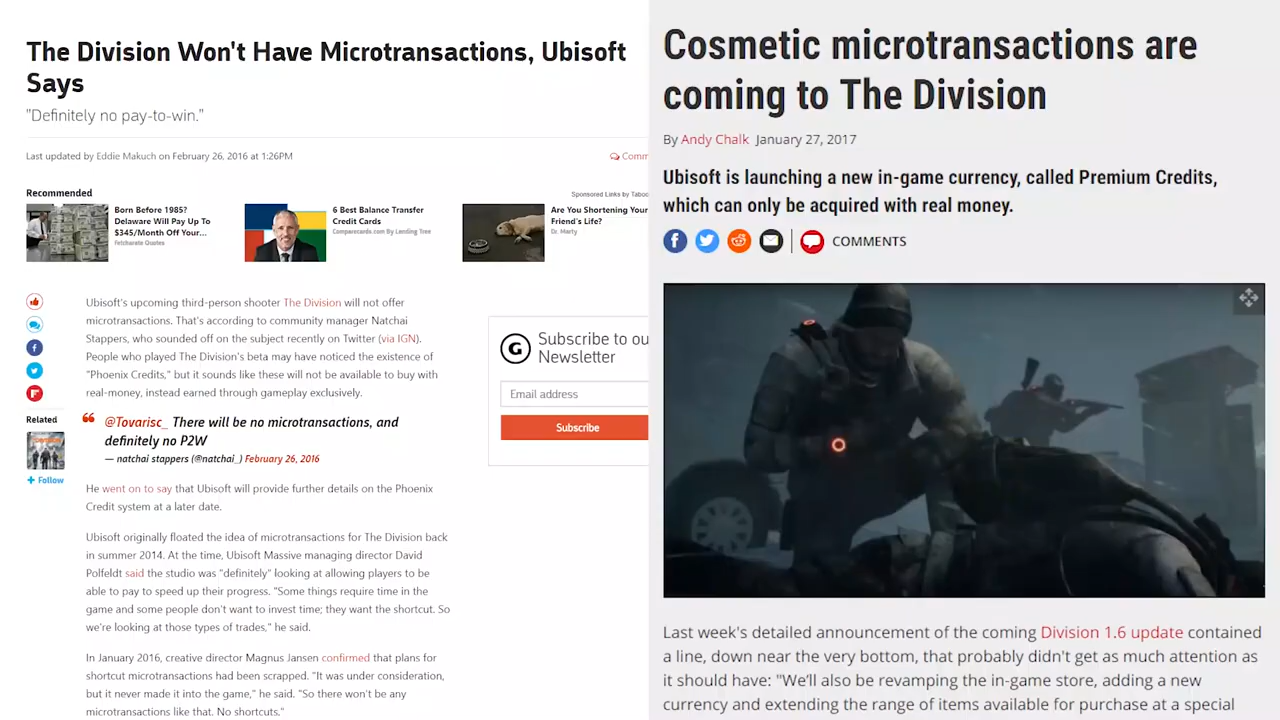 The Division Won't Have Microtransactions, Ubisoft
Says
"Definitely no pay-to-win."
Last updated by Eddie Makuch on February 26, 2016 at 1:26PM
Comm
Recommended
Sponsored Links by Taboo
Born Before 1985?
Delaware Will Pay Up To
$345/Month Off Your...
Fetcharate Quotes
6 Best Balance Transfer
Credit Cards
Comparecards.com By Lending Tree
Are You Shortening Your
Friend's Life?
Dr. Marty
Ubisoft's upcoming third-person shooter The Division will not offer
microtransactions. That's according to community manager Natchai
Stappers, who sounded off on the subject recently on Twitter (via IGN).
People who played The Division's beta may have noticed the existence of
"Phoenix Credits," but it sounds like these will not be available to buy with
real-money, instead earned through gameplay exclusively.
Related
+ Follow
@Tovarisc_ There will be no microtransactions, and
definitely no P2W
— natchai stappers (@natchai_) February 26, 2016
He went on to say that Ubisoft will provide further details on the Phoenix
Credit system at a later date.
Ubisoft originally floated the idea of microtransactions for The Division back
in summer 2014. At the time, Ubisoft Massive managing director David
Polfeldt said the studio was "definitely" looking at allowing players to be
able to pay to speed up their progress. "Some things require time in the
game and some people don't want to invest time; they want the shortcut. So
we're looking at those types of trades," he said.
In January 2016, creative director Magnus Jansen confirmed that plans for
shortcut microtransactions had been scrapped. "It was under consideration,
but it never made it into the game," he said. "So there won't be any
microtransactions like that. No shortcuts."
G
Subscribe to ou
Newsletter
Email address
Subscribe
Cosmetic microtransactions are
coming to The Division
By Andy Chalk January 27, 2017
Ubisoft is launching a new in-game currency, called Premium Credits,
which can only be acquired with real money.
COMMENTS
Last week's detailed announcement of the coming Division 1.6 update contained
a line, down near the very bottom, that probably didn't get as much attention as
it should have: "We'll also be revamping the in-game store, adding a new
currency and extending the range of items available for purchase at a special